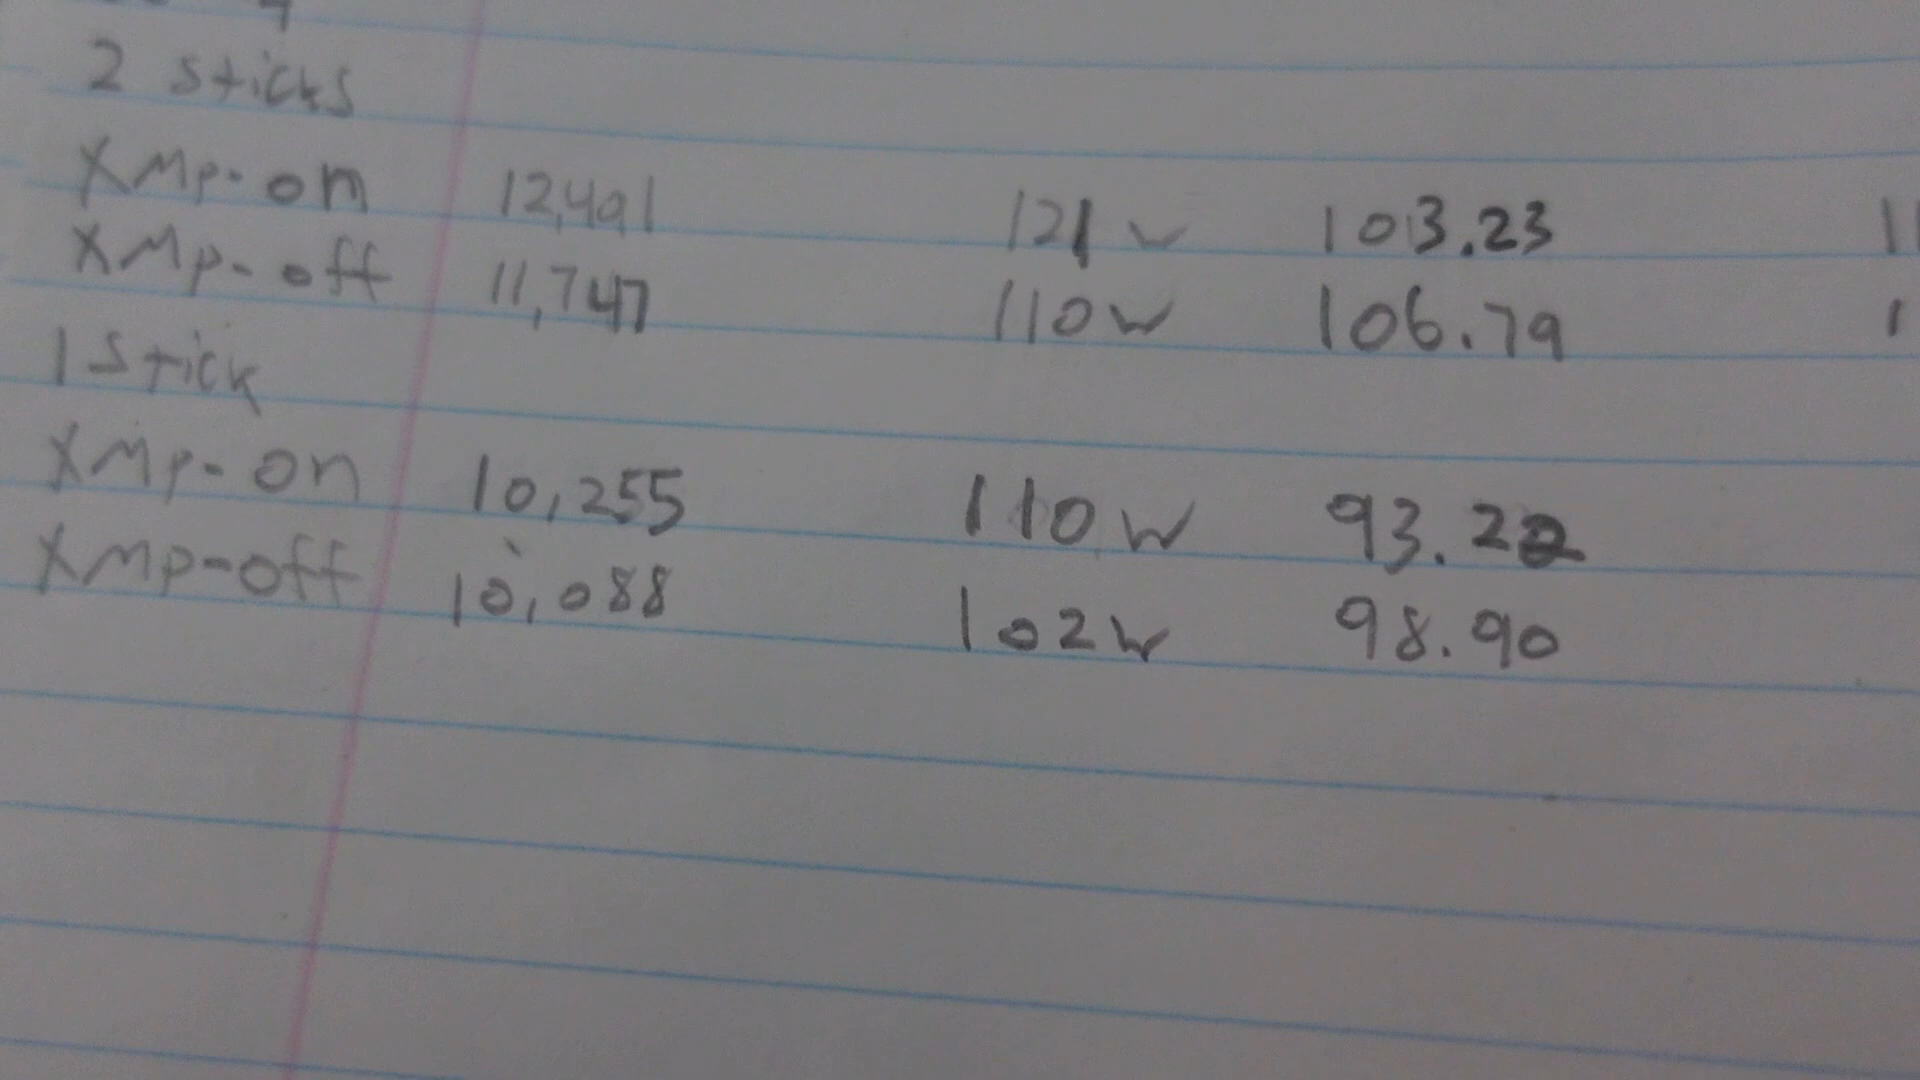 2 sticks
XMP-on 12,491 121w 103.23
XMP-off 11,747 110w 106.79
1 stick
XMP-on 10,255 110w 93.22
XMP-off 10,088 102w 98.90